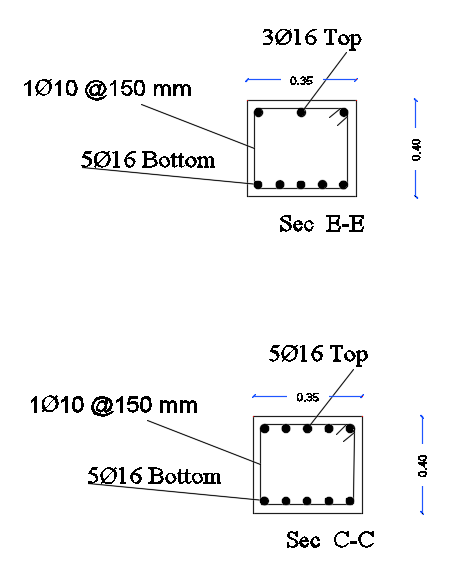 3Ø16 Top
0.35
1Ø10 @150 mm
0.40
5Ø16 Bottom
Sec E-E
5Ø16 Top
0.35
1Ø10 @150 mm
0.40
5Ø16 Bottom
Sec C-C